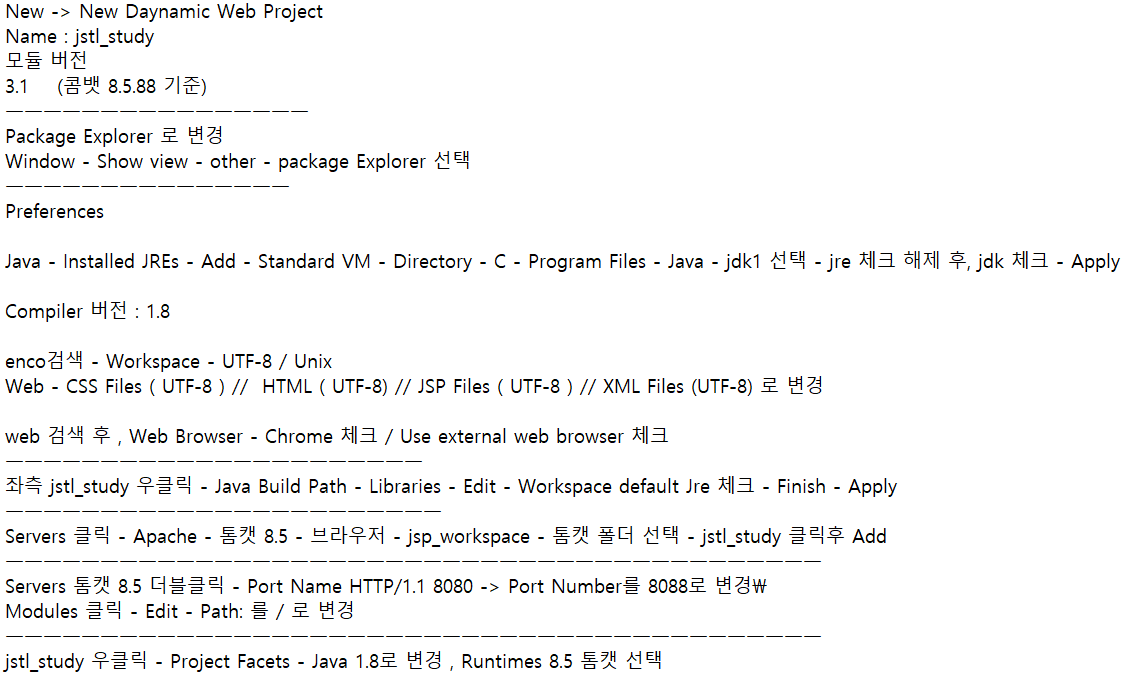 New -> New Daynamic Web Project
Name : jstl_study
모듈 버전
3.1 (콤뱃 8.5.88 기준)
ㅡㅡㅡㅡㅡㅡㅡㅡㅡㅡㅡㅡㅡㅡㅡㅡ
Package Explorer 로 변경
Window - Show view - other - package Explorer 선택
ㅡㅡㅡㅡㅡㅡㅡㅡㅡㅡㅡㅡㅡㅡㅡ
Preferences
Java - Installed JREs - Add - Standard VM - Directory - C - Program Files - Java - jdk1 선택 - jre 체크 해제 후, jdk 체크 - Apply
Compiler 버전 : 1.8
enco검색 - Workspace - UTF-8 / Unix
Web - CSS Files ( UTF-8 ) // HTML ( UTF-8) // JSP Files ( UTF-8 ) // XML Files (UTF-8) 로 변경
web 검색 후 , Web Browser - Chrome 체크 / Use external web browser 체크
ㅡㅡㅡㅡㅡㅡㅡㅡㅡㅡㅡㅡㅡㅡㅡㅡㅡㅡㅡㅡㅡㅡ
좌측 jstl_study 우클릭 - Java Build Path - Libraries - Edit - Workspace default Jre 체크 - Finish - Apply
ㅡㅡㅡㅡㅡㅡㅡㅡㅡㅡㅡㅡㅡㅡㅡㅡㅡㅡㅡㅡㅡㅡㅡ
Servers 클릭 - Apache - 톰캣 8.5 - 브라우저 - jsp_workspace - 톰캣 폴더 선택 - jstl_study 클릭후 Add
ㅡㅡㅡㅡㅡㅡㅡㅡㅡㅡㅡㅡㅡㅡㅡㅡㅡㅡㅡㅡㅡㅡㅡㅡㅡㅡㅡㅡㅡㅡㅡㅡㅡㅡㅡㅡㅡㅡㅡㅡㅡㅡㅡ
Servers 톰캣 8.5 더블클릭 - Port Name HTTP/1.1 8080 -> Port Number를 8088로 변경₩
Modules 클릭 - Edit - Path: 를 / 로 변경
ㅡㅡㅡㅡㅡㅡㅡㅡㅡㅡㅡㅡㅡㅡㅡㅡㅡㅡㅡㅡㅡㅡㅡㅡㅡㅡㅡㅡㅡㅡㅡㅡㅡㅡㅡㅡㅡㅡㅡㅡㅡㅡㅡ
jstl_study 우클릭 - Project Facets - Java 1.8로 변경 , Runtimes 8.5 톰캣 선택